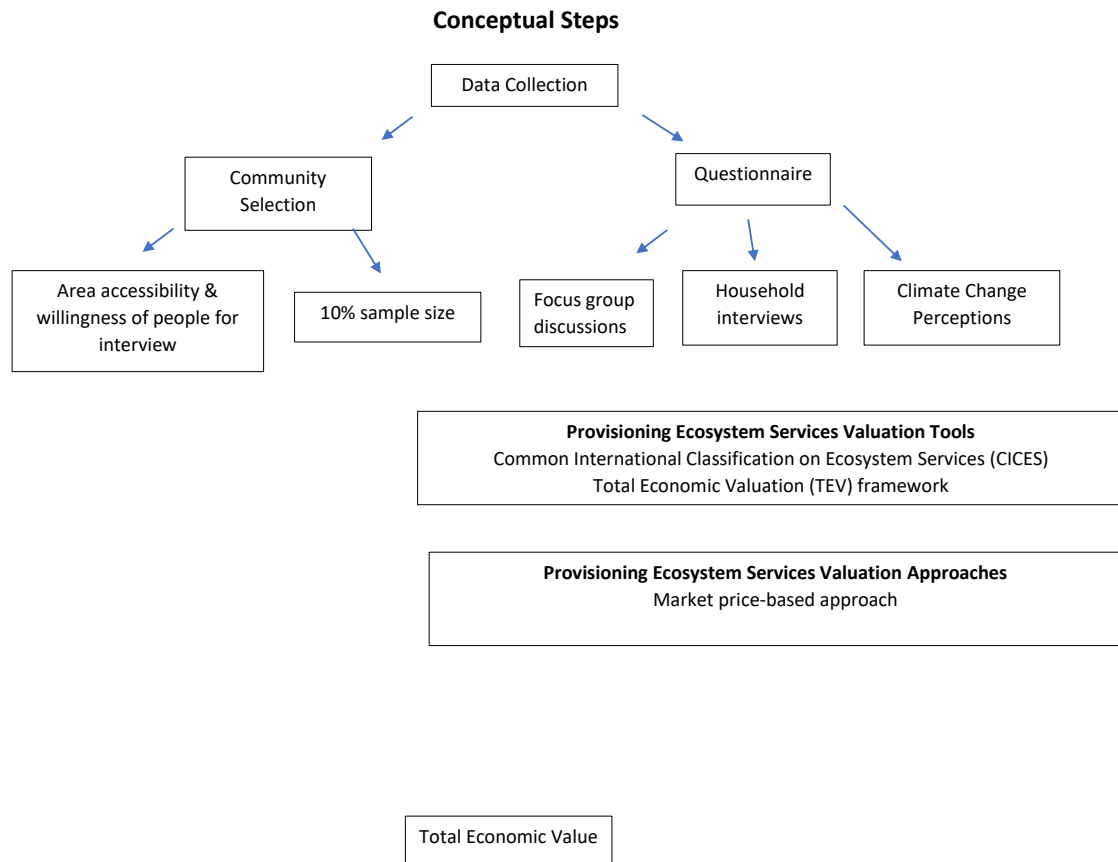 Conceptual Steps
Data Collection
Community
Selection
Questionnaire
Area accessibility &
willingness of people for
interview
10% sample size
Focus group
discussions
Household
interviews
Climate Change
Perceptions
Provisioning Ecosystem Services Valuation Tools
Common International Classification on Ecosystem Services (CICES)
Total Economic Valuation (TEV) framework
Provisioning Ecosystem Services Valuation Approaches
Market price-based approach
Total Economic Value